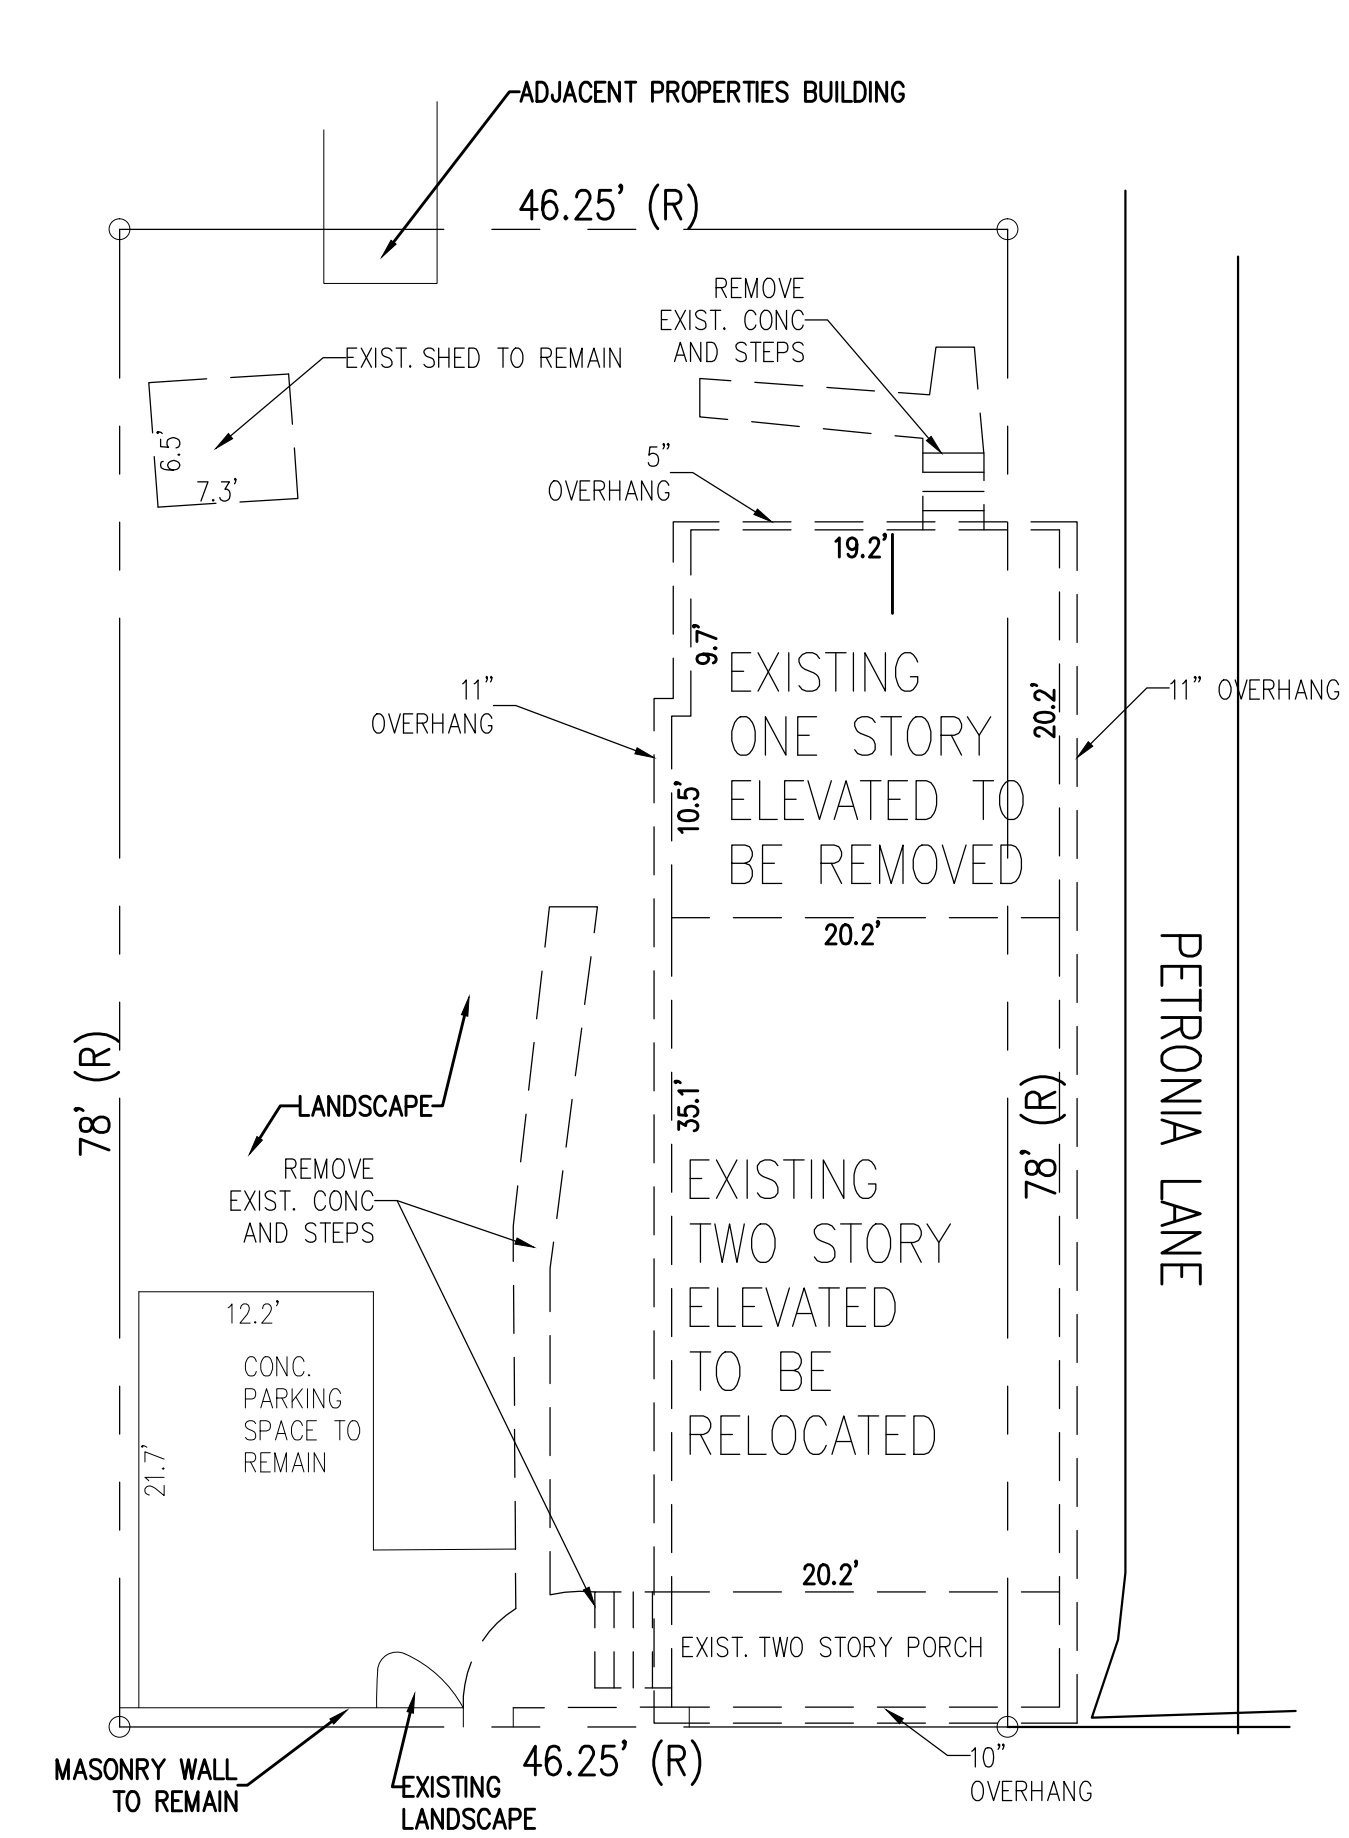 ADJACENT PROPERTIES BUILDING
46.25' (R)
REMOVE
EXIST. CONC
AND STEPS
EXIST. SHED TO REMAIN
6.5'
7.3'
5"
OVERHANG
19.2'
9.7'
EXISTING
ONE STORY
ELEVATED TO
BE REMOVED
20.2'
11"
OVERHANG
11" OVERHANG
10.5'
20.2'
PETRONIA LANE
78' (R)
LANDSCAPE
35.1'
78' (R)
REMOVE
EXIST. CONC
AND STEPS
EXISTING
TWO STORY
ELEVATED
TO BE
RELOCATED
12.2'
CONC.
PARKING
SPACE TO
REMAIN
21.7'
20.2'
EXIST. TWO STORY PORCH
46.25' (R)
MASONRY WALL
TO REMAIN
EXISTING
LANDSCAPE
10"
OVERHANG